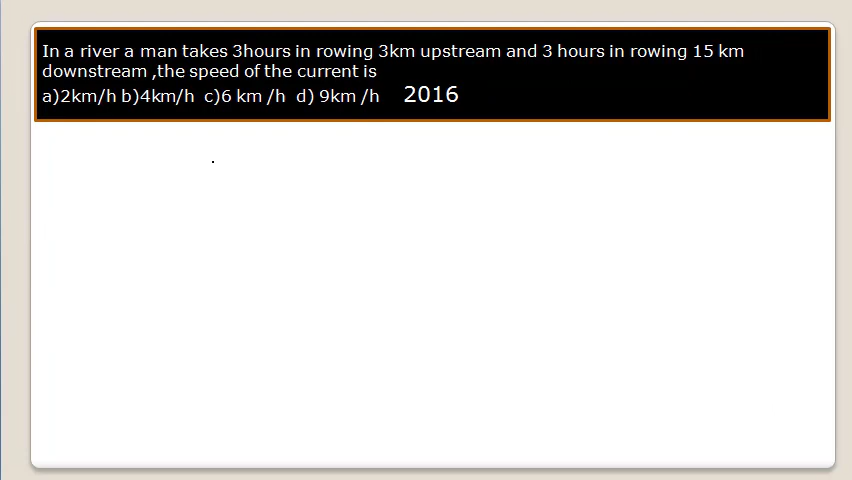 In a river a man takes 3hours in rowing 3km upstream and 3 hours in rowing 15 km
downstream ,the speed of the current is
a)2km/h b)4km/h c)6 km /h d) 9km /h 2016